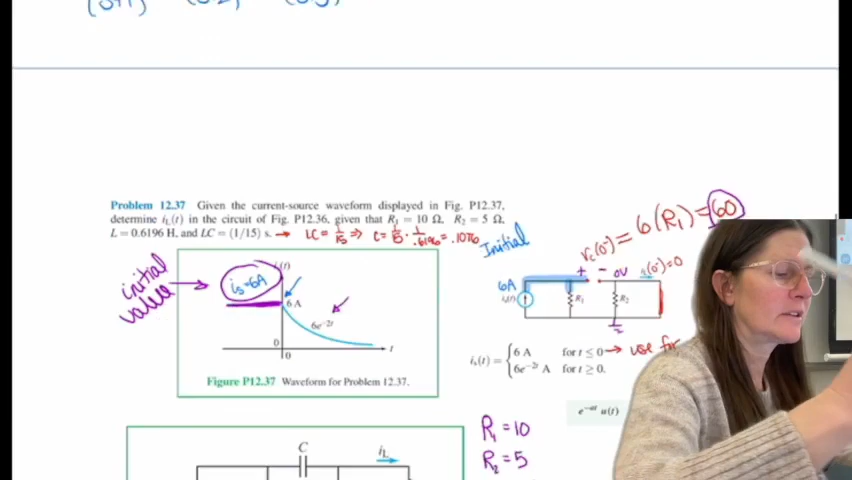 Problem 12.37 Given the current-source waveform displayed in Fig. P12.37,
determine iL(t) in the circuit of Fig. P12.36, given that R1 = 10 Ω, R2 = 5 Ω,
L = 0.6196 H, and LC = (1/15) s. → LC = 1/15 ⇒ C = 1/15 · 1/.6196 = .1076
Initial
vc(0⁻) = 6(R1) = 60
initial
value
is = 6A
(t)
6 A
6e^-2t
0
0
t
Figure P12.37 Waveform for Problem 12.37.
6A
is(t)
+
−
0V
(0⁻) = 0
R1
R2
is(t) = { 6 A for t ≤ 0 → use for
6e^-2t A for t ≥ 0.
e^-at u(t)
R1 = 10
R2 = 5
C
iL